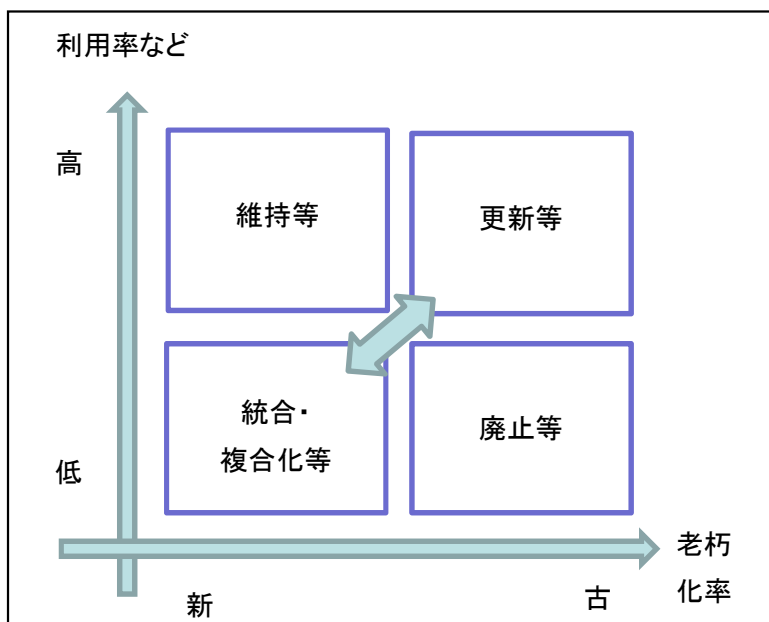 利用率など
高
維持等
更新等
統合・
複合化等
廃止等
低
老朽
化率
新
古